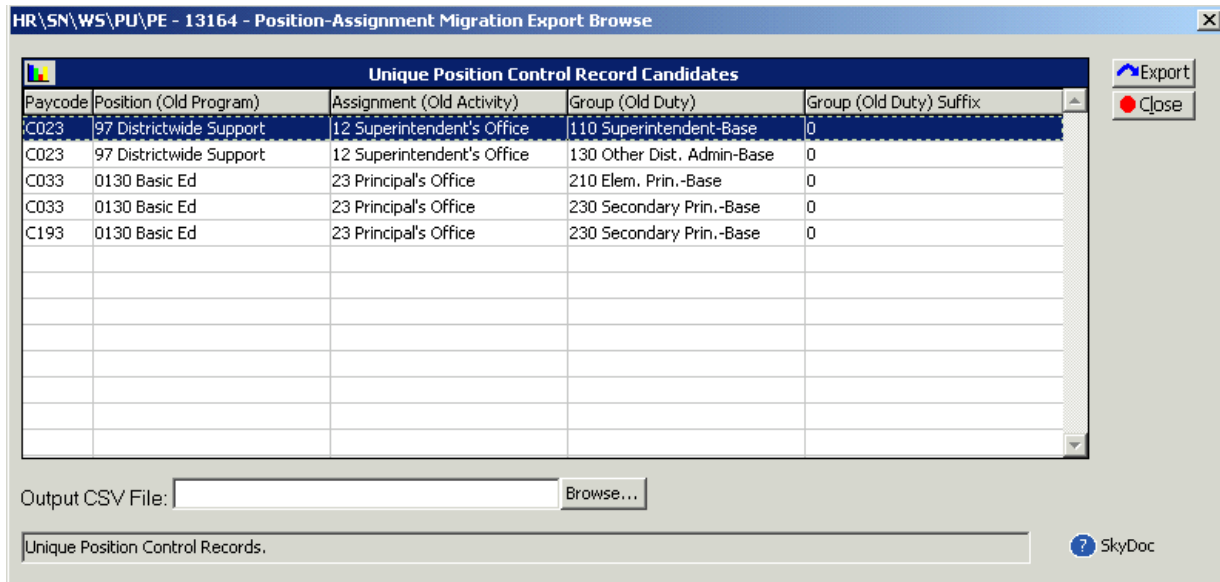 HR\SN\WS\PU\PE - 13164 - Position-Assignment Migration Export Browse
Unique Position Control Record Candidates
Export
Paycode Position (Old Program) Assignment (Old Activity) Group (Old Duty) Group (Old Duty) Suffix
Close
C023 97 Districtwide Support 12 Superintendent's Office 110 Superintendent-Base 0
C023 97 Districtwide Support 12 Superintendent's Office 130 Other Dist. Admin-Base 0
C033 0130 Basic Ed 23 Principal's Office 210 Elem. Prin.-Base 0
C033 0130 Basic Ed 23 Principal's Office 230 Secondary Prin.-Base 0
C193 0130 Basic Ed 23 Principal's Office 230 Secondary Prin.-Base 0
Output CSV File: Browse...
Unique Position Control Records.
? SkyDoc